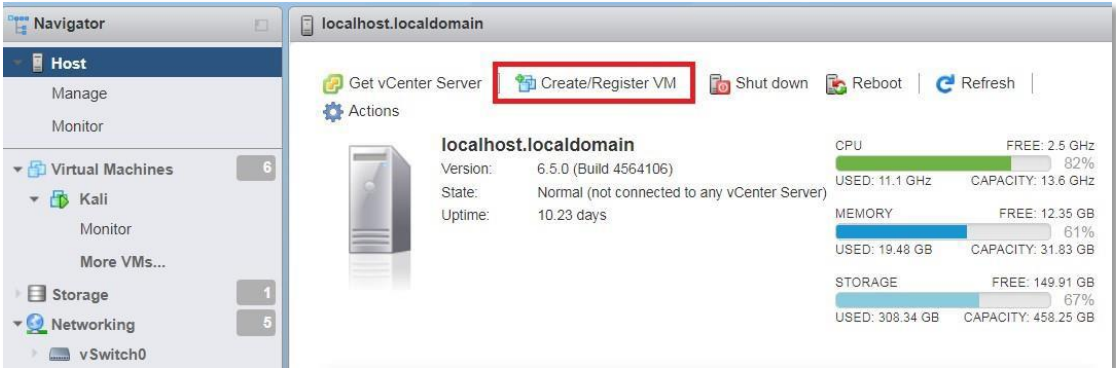 Navigator
Host
Manage
Monitor
Virtual Machines 6
Kali
Monitor
More VMs...
Storage 1
Networking 5
vSwitch0
localhost.localdomain
Get vCenter Server Create/Register VM Shut down Reboot Refresh
Actions
localhost.localdomain
Version: 6.5.0 (Build 4564106)
State: Normal (not connected to any vCenter Server)
Uptime: 10.23 days
CPU FREE: 2.5 GHz
82%
USED: 11.1 GHz CAPACITY: 13.6 GHz
MEMORY FREE: 12.35 GB
61%
USED: 19.48 GB CAPACITY: 31.83 GB
STORAGE FREE: 149.91 GB
67%
USED: 308.34 GB CAPACITY: 458.25 GB